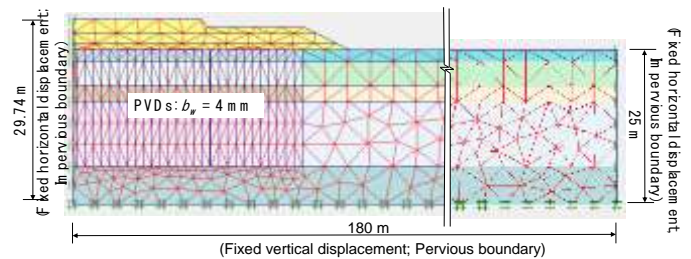 29.74 m
(Fixed horizontal displacement;
Impervious boundary)
PVDs: b_w = 4 mm
25 m
(Fixed horizontal displacement;
Impervious boundary)
180 m
(Fixed vertical displacement; Pervious boundary)